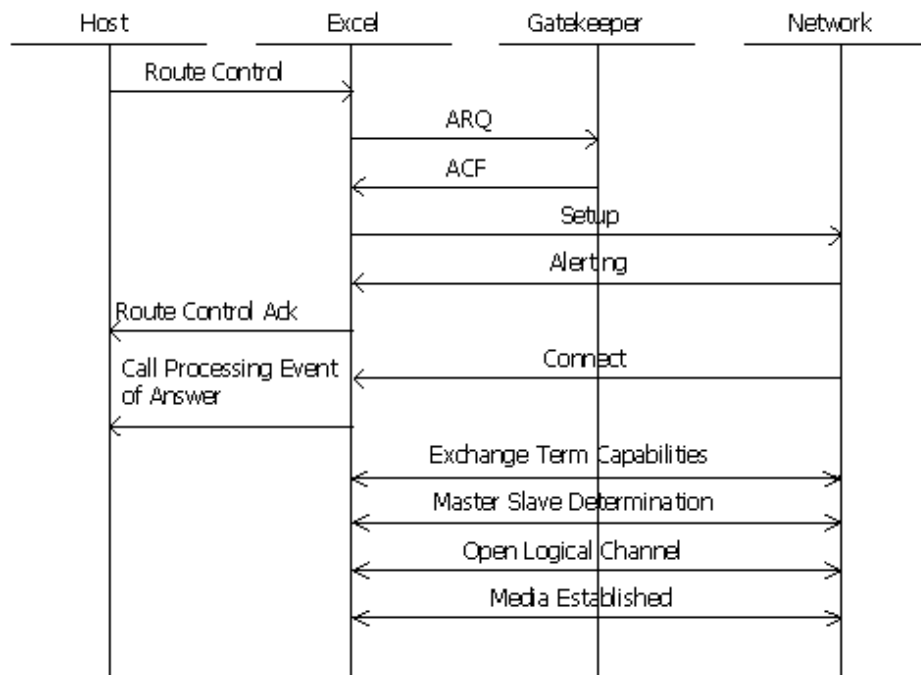 Host
Excel
Gatekeeper
Network
Route Control
ARQ
ACF
Setup
Alerting
Route Control Ack
Call Processing Event
of Answer
Connect
Exchange Term Capabilities
Master Slave Determination
Open Logical Channel
Media Established